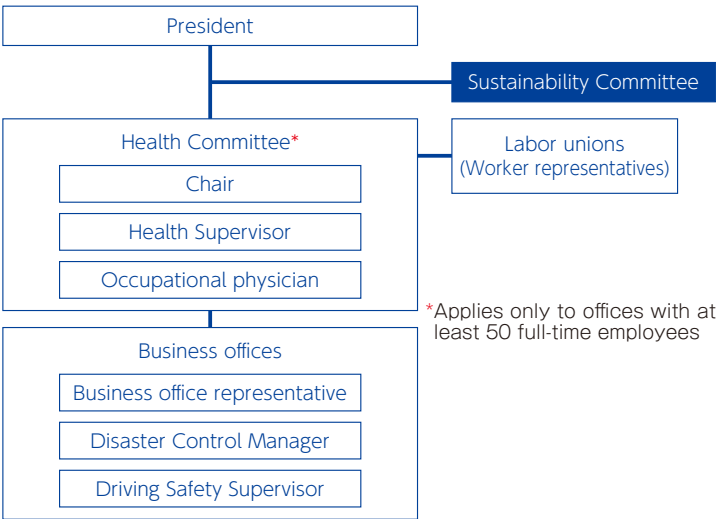 President
Sustainability Committee
Health Committee*
Labor unions
(Worker representatives)
Chair
Health Supervisor
Occupational physician
*Applies only to offices with at
least 50 full-time employees
Business offices
Business office representative
Disaster Control Manager
Driving Safety Supervisor